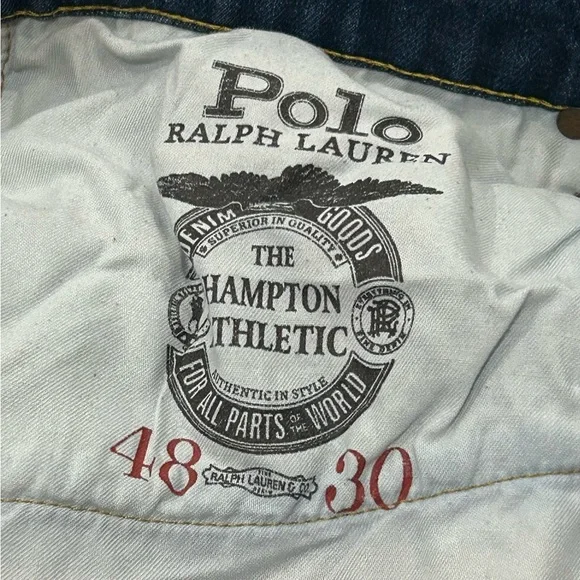 Polo
RALPH LAUREN
DENIM GOODS
SUPERIOR IN QUALITY
THE
HAMPTON
ATHLETIC
AUTHENTIC IN STYLE
FOR ALL PARTS OF THE WORLD
48 30
RALPH LAUREN & CO